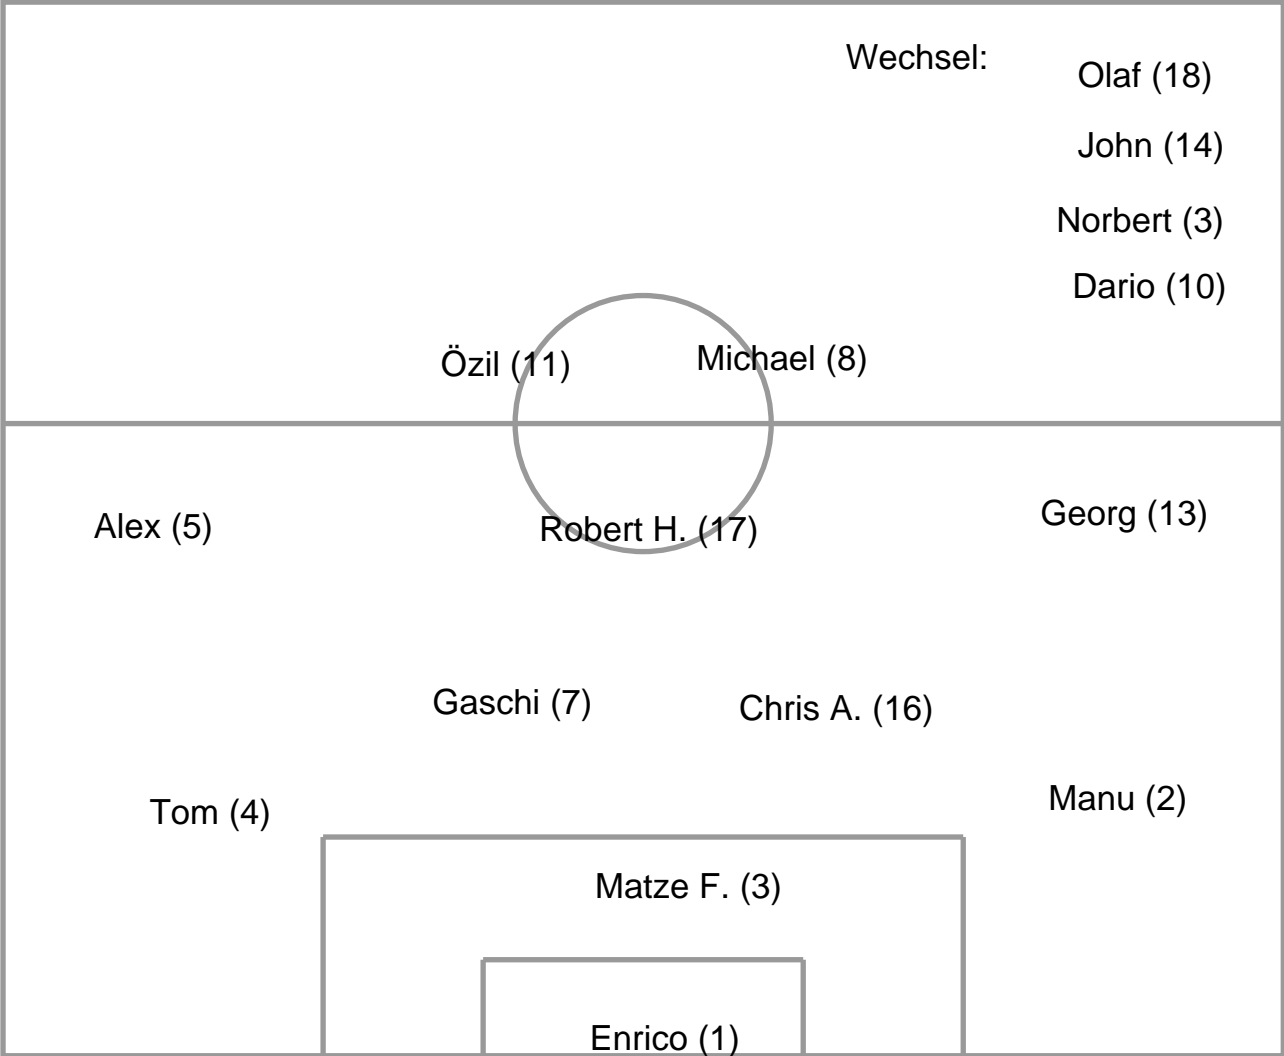 Wechsel:
Olaf (18)
John (14)
Norbert (3)
Dario (10)
Özil (11)
Michael (8)
Alex (5)
Robert H. (17)
Georg (13)
Gaschi (7)
Chris A. (16)
Tom (4)
Manu (2)
Matze F. (3)
Enrico (1)